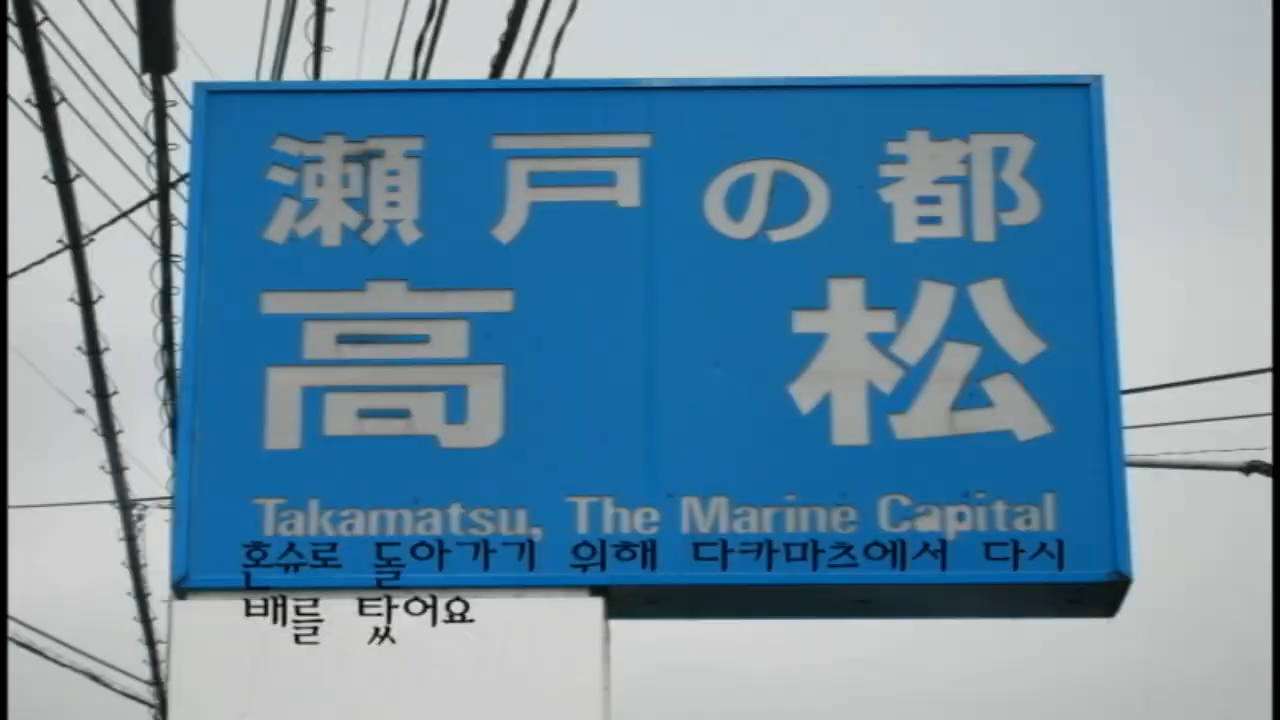 瀬戸の都
高松
Takamatsu, The Marine Capital
혼슈로 돌아가기 위해 다카마츠에서 다시
배를 탔어요